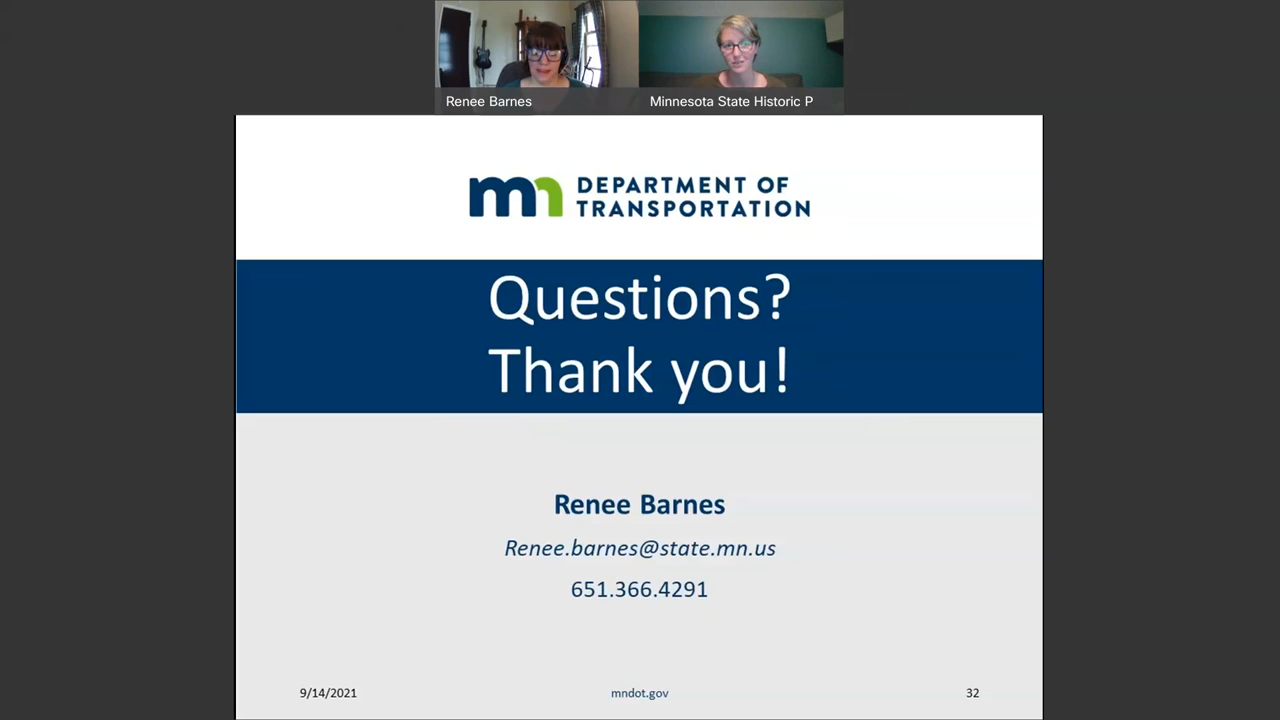 Renee Barnes
Minnesota State Historic P
mn DEPARTMENT OF
TRANSPORTATION
Questions?
Thank you!
Renee Barnes
Renee.barnes@state.mn.us
651.366.4291
9/14/2021
mndot.gov
32